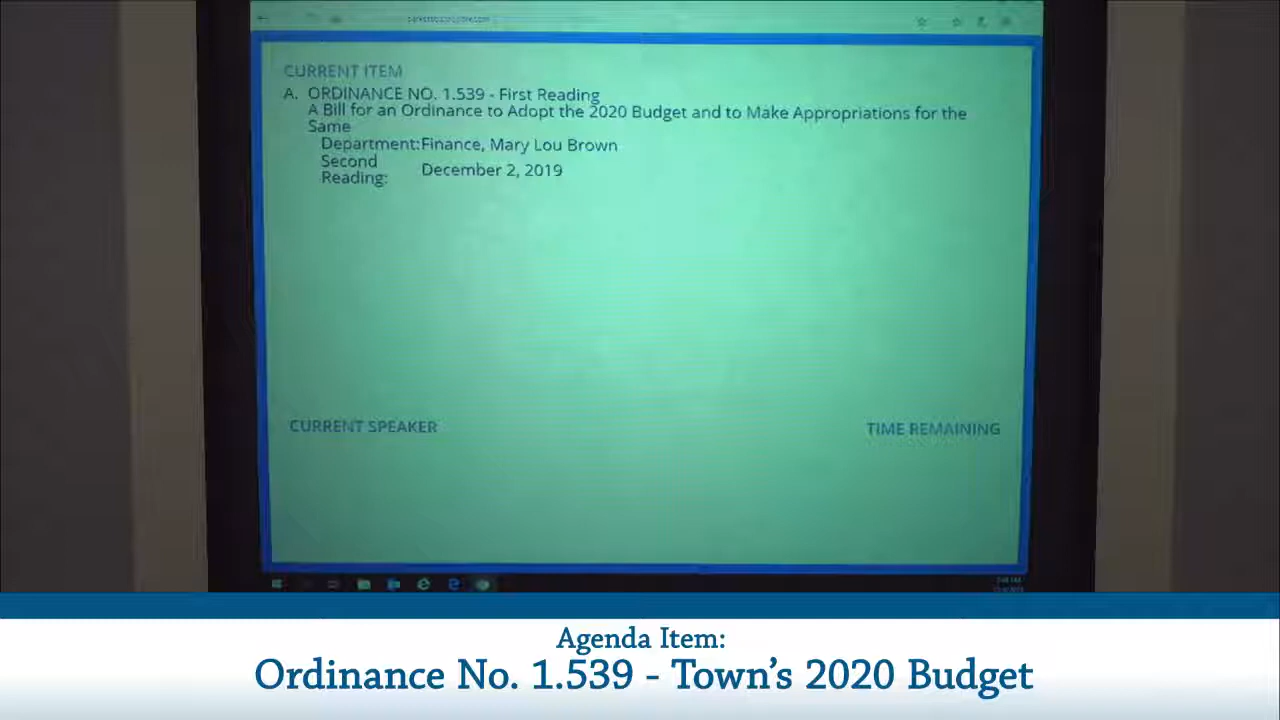 CURRENT ITEM
A. ORDINANCE NO. 1.539 - First Reading
A Bill for an Ordinance to Adopt the 2020 Budget and to Make Appropriations for the
Same
Department: Finance, Mary Lou Brown
Second
Reading: December 2, 2019
CURRENT SPEAKER
TIME REMAINING
Agenda Item:
Ordinance No. 1.539 - Town's 2020 Budget